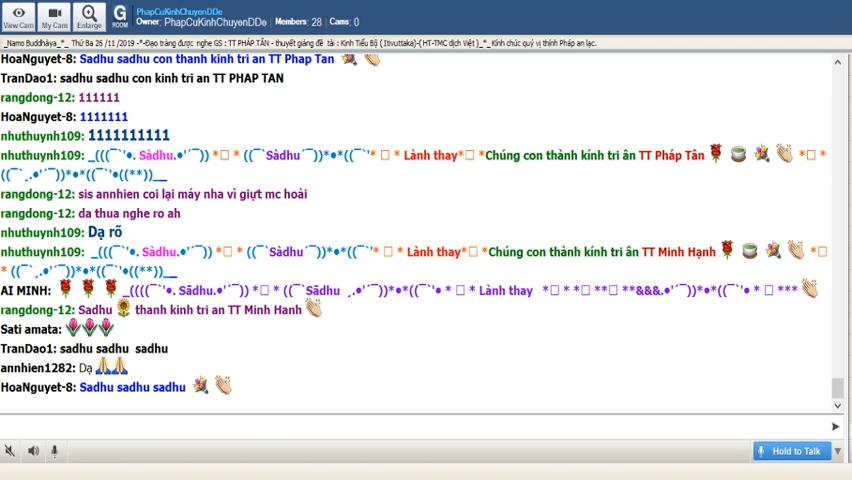 PhapCuKinhChuyenDDe
Owner: PhapCuKinhChuyenDDe Members: 28 Cams: 0
View Cam My Cam Enlarge G ROOM
_Namo Buddhàya_*_ Thứ Ba 26 /11 /2019 -*-Đạo tràng được nghe GS : TT PHÁP TÂN - thuyết giảng đề tài : Kinh Tiểu Bộ ( Itivuttaka)-( HT-TMC dịch Việt )_*_Kính chúc quý vị thính Pháp an lạc.
HoaNguyet-8: Sadhu sadhu con thanh kinh tri an TT Phap Tan
TranDao1: sadhu sadhu con kinh tri an TT PHAP TAN
rangdong-12: 111111
HoaNguyet-8: 1111111
nhuthuynh109: 1111111111
nhuthuynh109: _(((¯`'•. Sàdhu.•'´¯)) *□ * ((¯`Sàdhu´¯))*•*((¯`'* □ * Lành thay*□ *Chúng con thành kính tri ân TT Pháp Tân *□ *
((¯`¸.•'´¯))*•*((¯`'•((**))__
rangdong-12: sis annhien coi lại máy nha vì giựt mc hoài
rangdong-12: da thua nghe ro ah
nhuthuynh109: Dạ rõ
nhuthuynh109: _(((¯`'•. Sàdhu.•'´¯)) *□ * ((¯`Sàdhu´¯))*•*((¯`'* □ * Lành thay*□ *Chúng con thành kính tri ân TT Minh Hạnh *□
* ((¯`¸.•'´¯))*•*((¯`'•((**))__
AI MINH: _((((¯`'•. Sādhu.•'´¯)) *□ * ((¯`Sādhu ¸.•'´¯))*•*((¯`'• * □ * Lành thay *□ * *□ **□ **&&&.•'´¯))*•*((¯`'• * □ ***
rangdong-12: Sadhu thanh kinh tri an TT Minh Hanh
Sati amata:
TranDao1: sadhu sadhu sadhu
annhien1282: Dạ
HoaNguyet-8: Sadhu sadhu sadhu
Hold to Talk